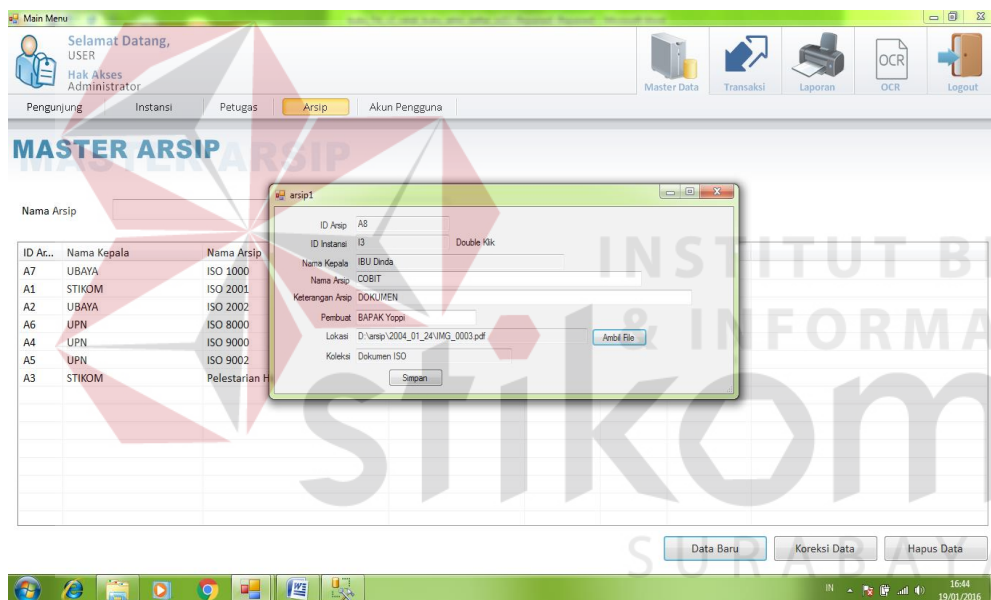 Main Menu
Selamat Datang,
USER
Hak Akses
Administrator
Master Data
Transaksi
Laporan
OCR
OCR
Logout
Pengunjung
Instansi
Petugas
Arsip
Akun Pengguna
MASTER ARSIP
Nama Arsip
ID Ar... Nama Kepala Nama Arsip
A7 UBAYA ISO 1000
A1 STIKOM ISO 2001
A2 UBAYA ISO 2002
A6 UPN ISO 8000
A4 UPN ISO 9000
A5 UPN ISO 9002
A3 STIKOM Pelestarian H
arsip1
ID Arsip A8
ID Instansi I3 Double Klik
Nama Kepala IBU Dinda
Nama Arsip COBIT
Keterangan Arsip DOKUMEN
Pembuat BAPAK Yoppi
Lokasi D:\arsip\2004_01_24\IMG_0003.pdf Ambil File
Koleksi Dokumen ISO
Simpan
INSTITUT BI
& INFORMA
stikom
SURABAYA
Data Baru
Koreksi Data
Hapus Data
IN
16:44
19/01/2016